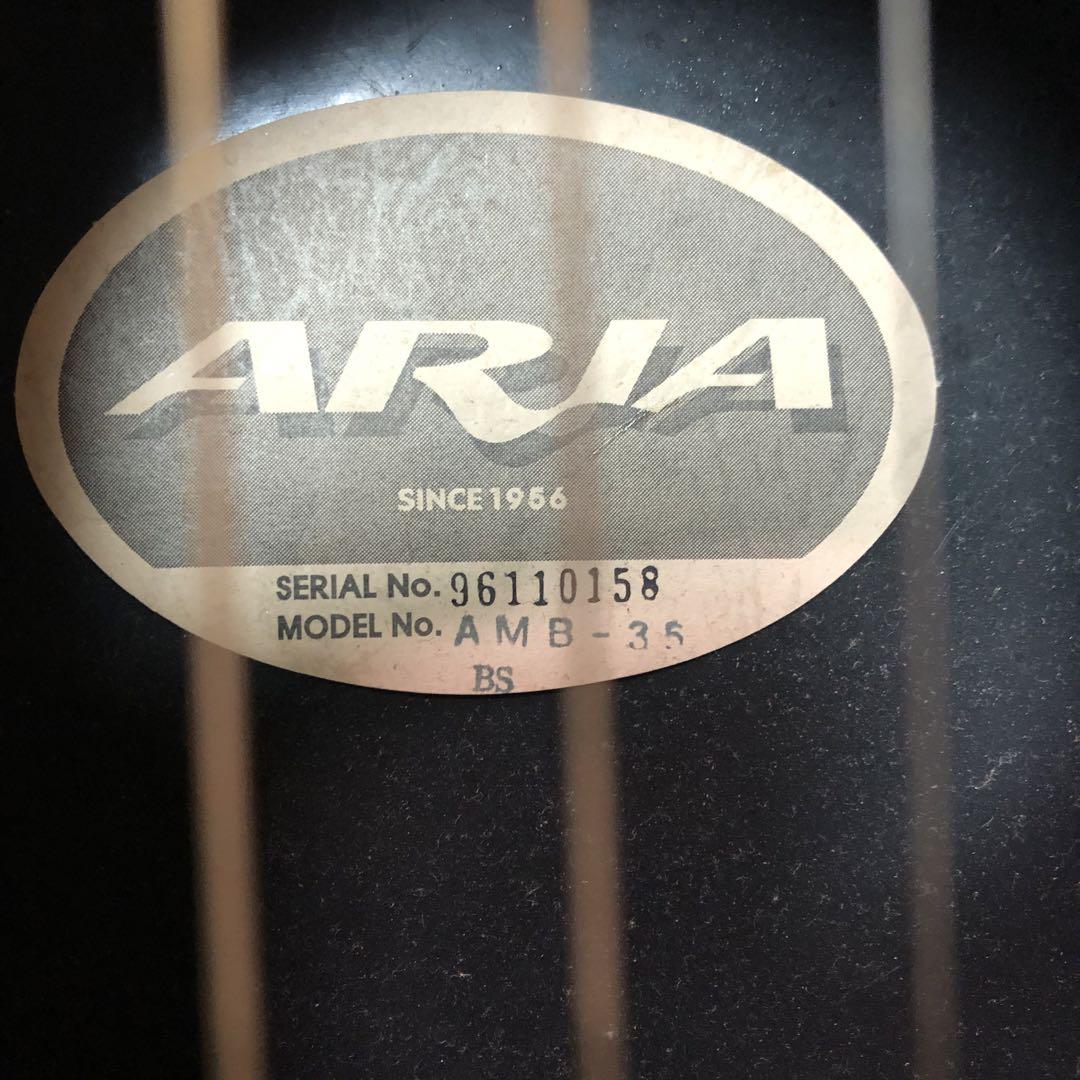 ARIA
SINCE 1956
SERIAL No. 96110158
MODEL No. AMB-35
BS